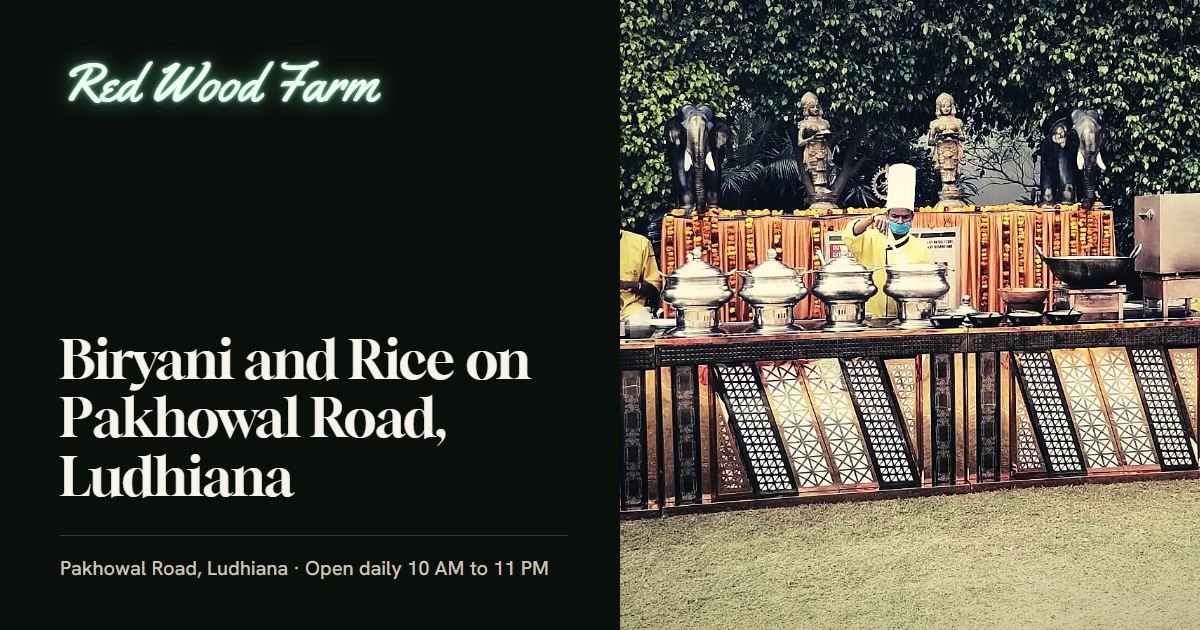 Red Wood Farm
Biryani and Rice on
Pakhowal Road,
Ludhiana
Pakhowal Road, Ludhiana · Open daily 10 AM to 11 PM